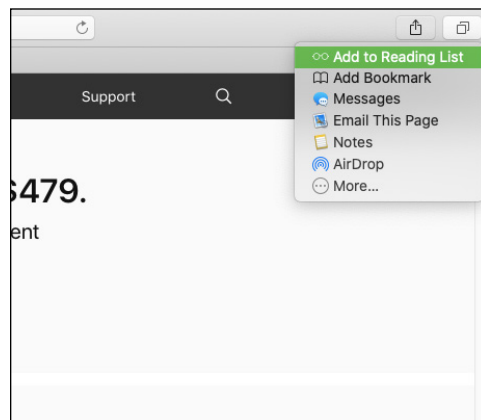 Add to Reading List
Add Bookmark
Support
Messages
Email This Page
Notes
AirDrop
More...
$479.
ent